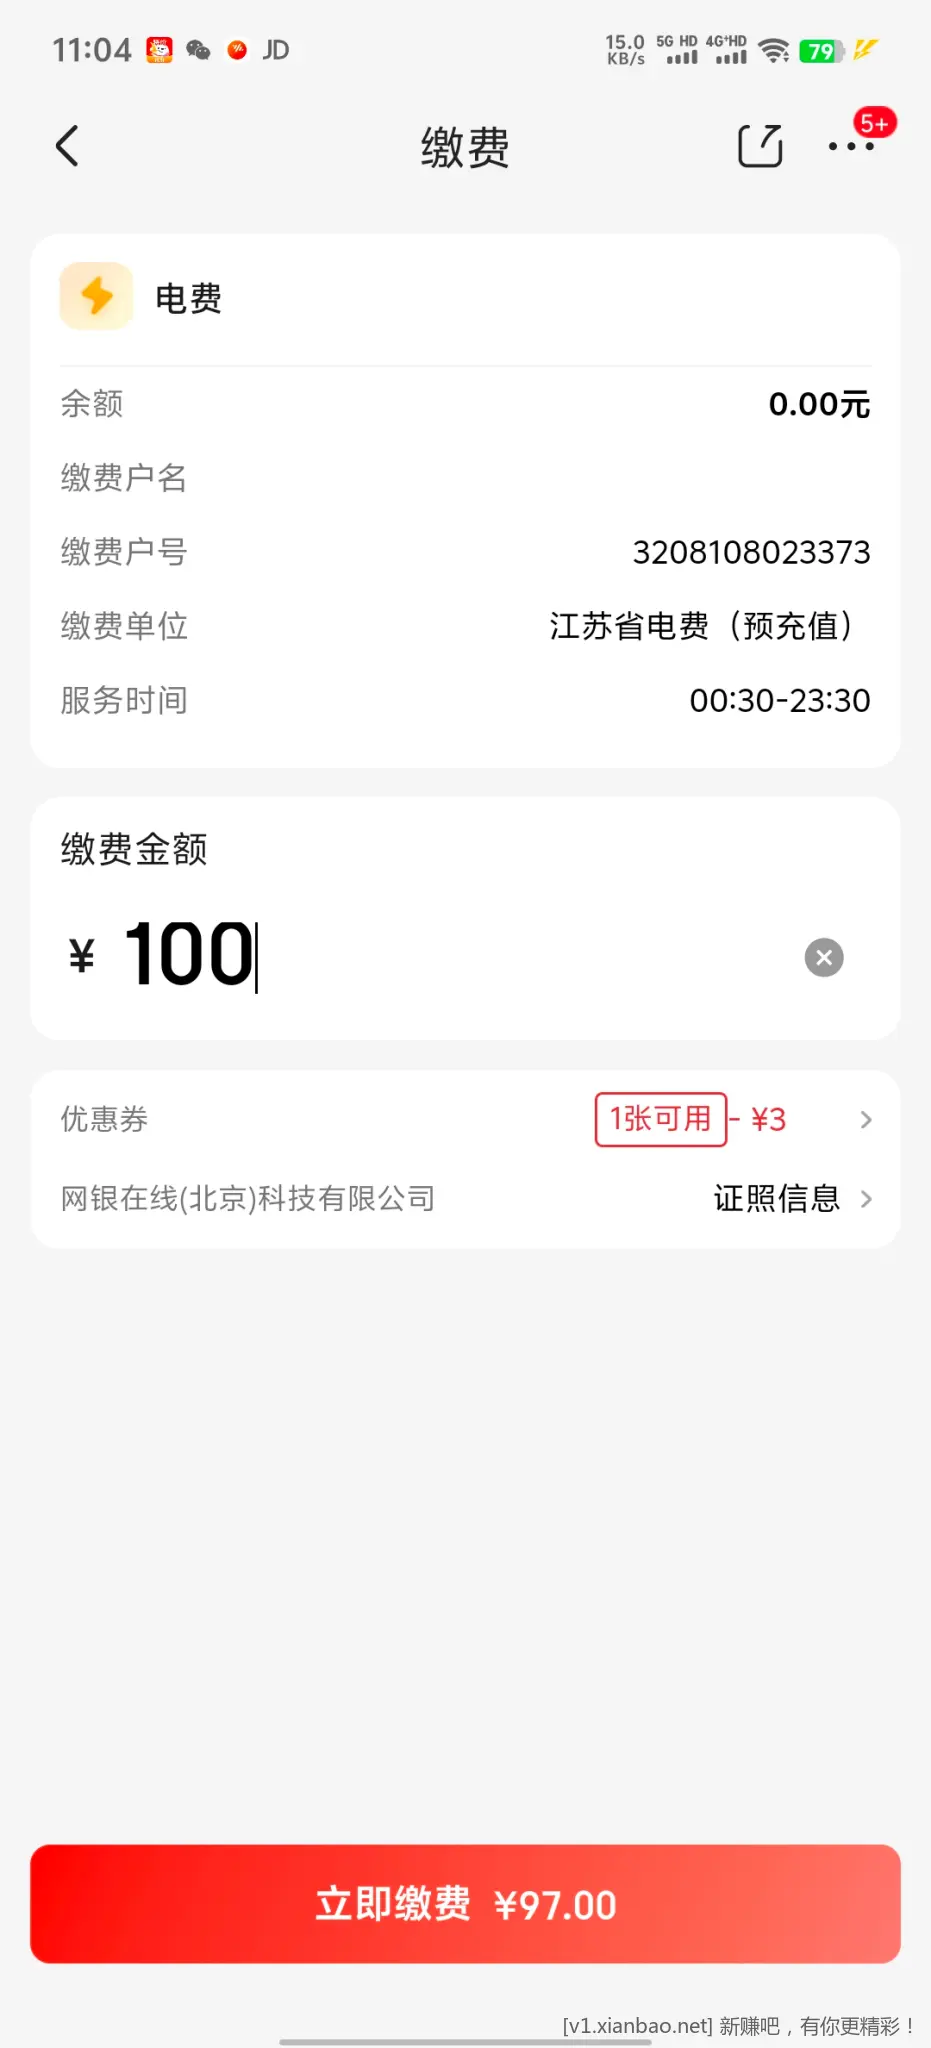 11:04 JD 15.0 KB/s 5G HD 4G+HD 79
缴费 5+
电费
余额 0.00元
缴费户名
缴费户号 3208108023373
缴费单位 江苏省电费（预充值）
服务时间 00:30-23:30
缴费金额
¥ 100
优惠券 1张可用 - ¥3
网银在线(北京)科技有限公司 证照信息
立即缴费 ¥97.00
[v1.xianbao.net] 新赚吧，有你更精彩！